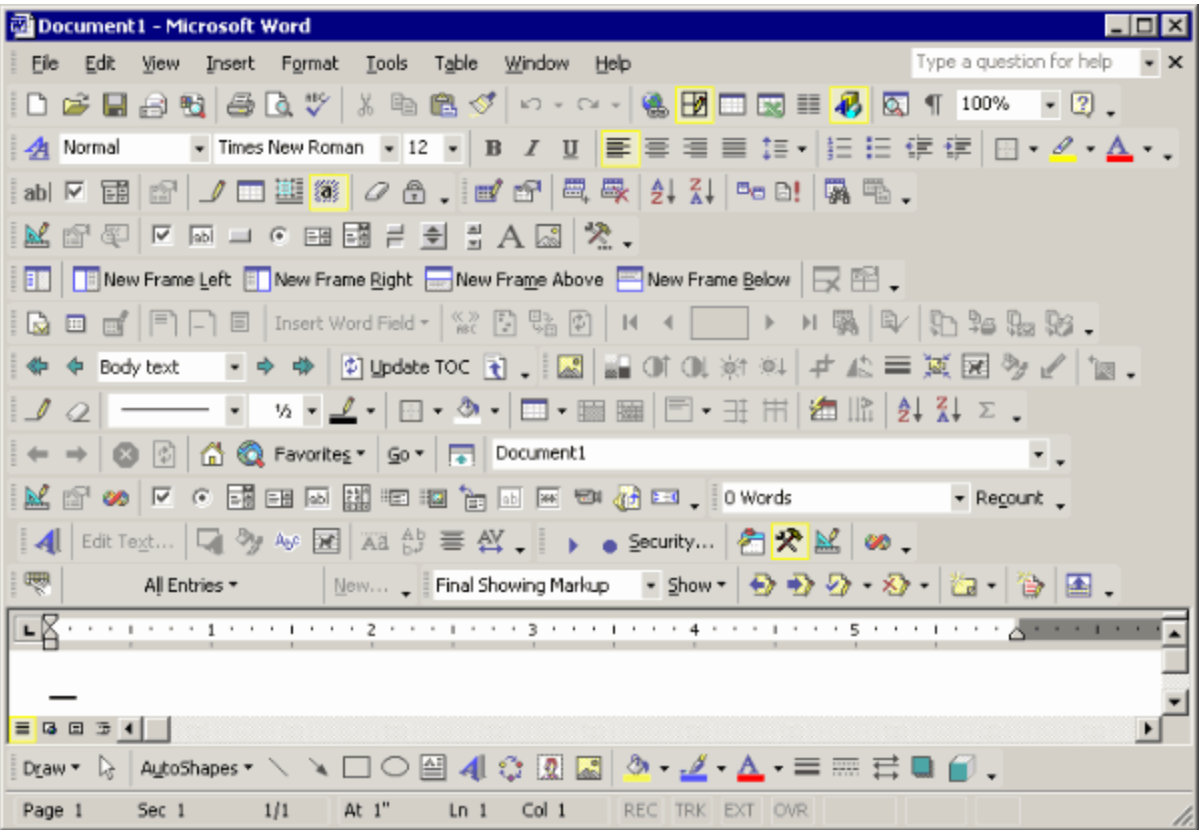 Document1 - Microsoft Word
File Edit View Insert Format Tools Table Window Help Type a question for help
100%
Normal Times New Roman 12 B I U
ab|
A
New Frame Left New Frame Right New Frame Above New Frame Below
Insert Word Field
Body text Update TOC
½
Favorites Go Document1
0 Words Recount
Edit Text... Security...
All Entries New... Final Showing Markup Show
1 2 3 4 5
Draw AutoShapes
Page 1 Sec 1 1/1 At 1" Ln 1 Col 1 REC TRK EXT OVR